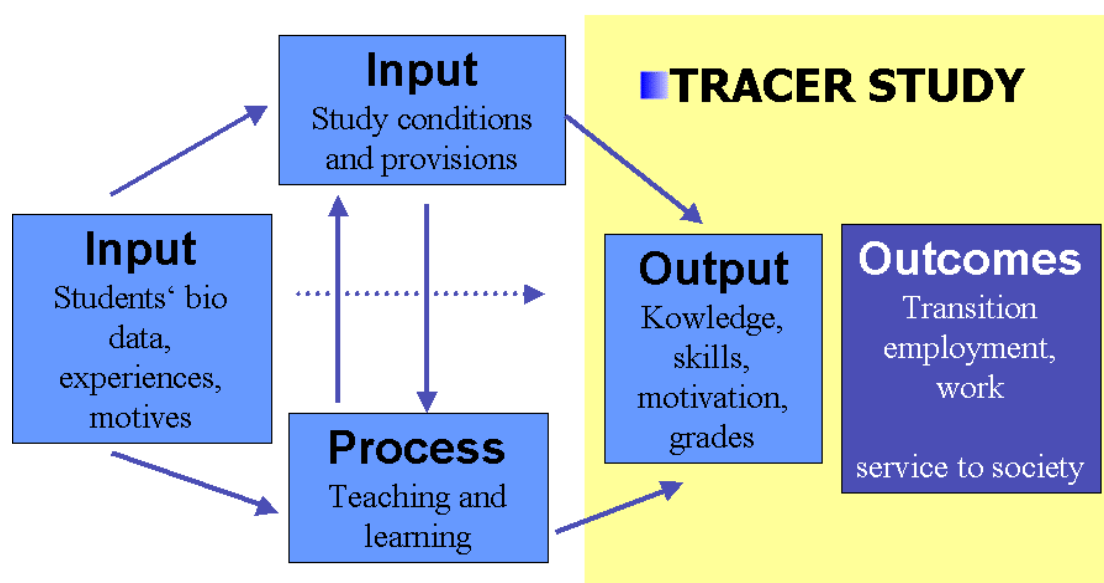 Input
Study conditions
and provisions
TRACER STUDY
Input
Students‘ bio
data,
experiences,
motives
Process
Teaching and
learning
Output
Kowledge,
skills,
motivation,
grades
Outcomes
Transition
employment,
work
service to society